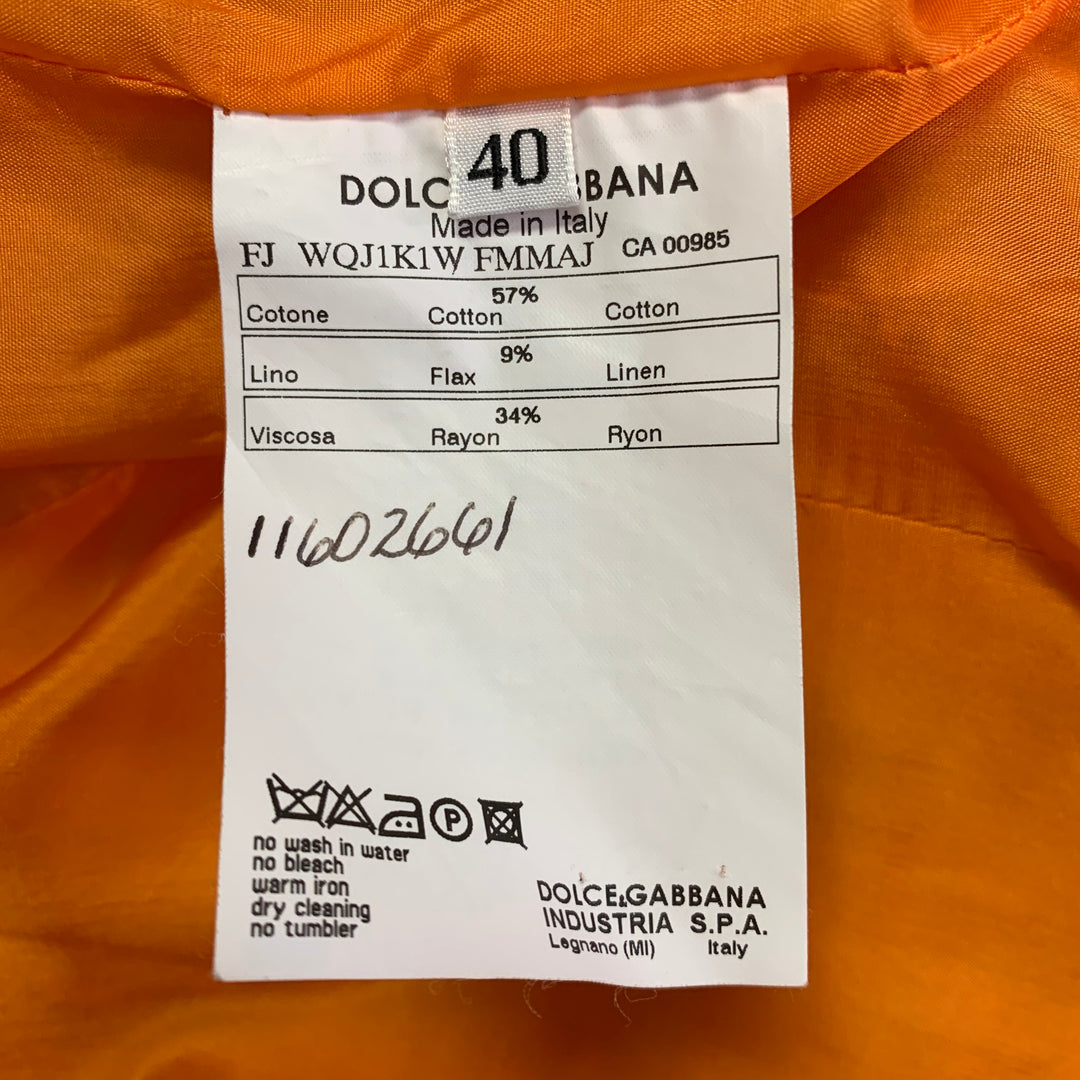 40
DOLC BBANA
Made in Italy
FJ WQJ1K1W FMMAJ CA 00985
57%
Cotone Cotton Cotton
9%
Lino Flax Linen
34%
Viscosa Rayon Ryon
11602661
P
no wash in water
no bleach
warm iron
dry cleaning
no tumbler
DOLCE&GABBANA
INDUSTRIA S.P.A.
Legnano (MI) Italy